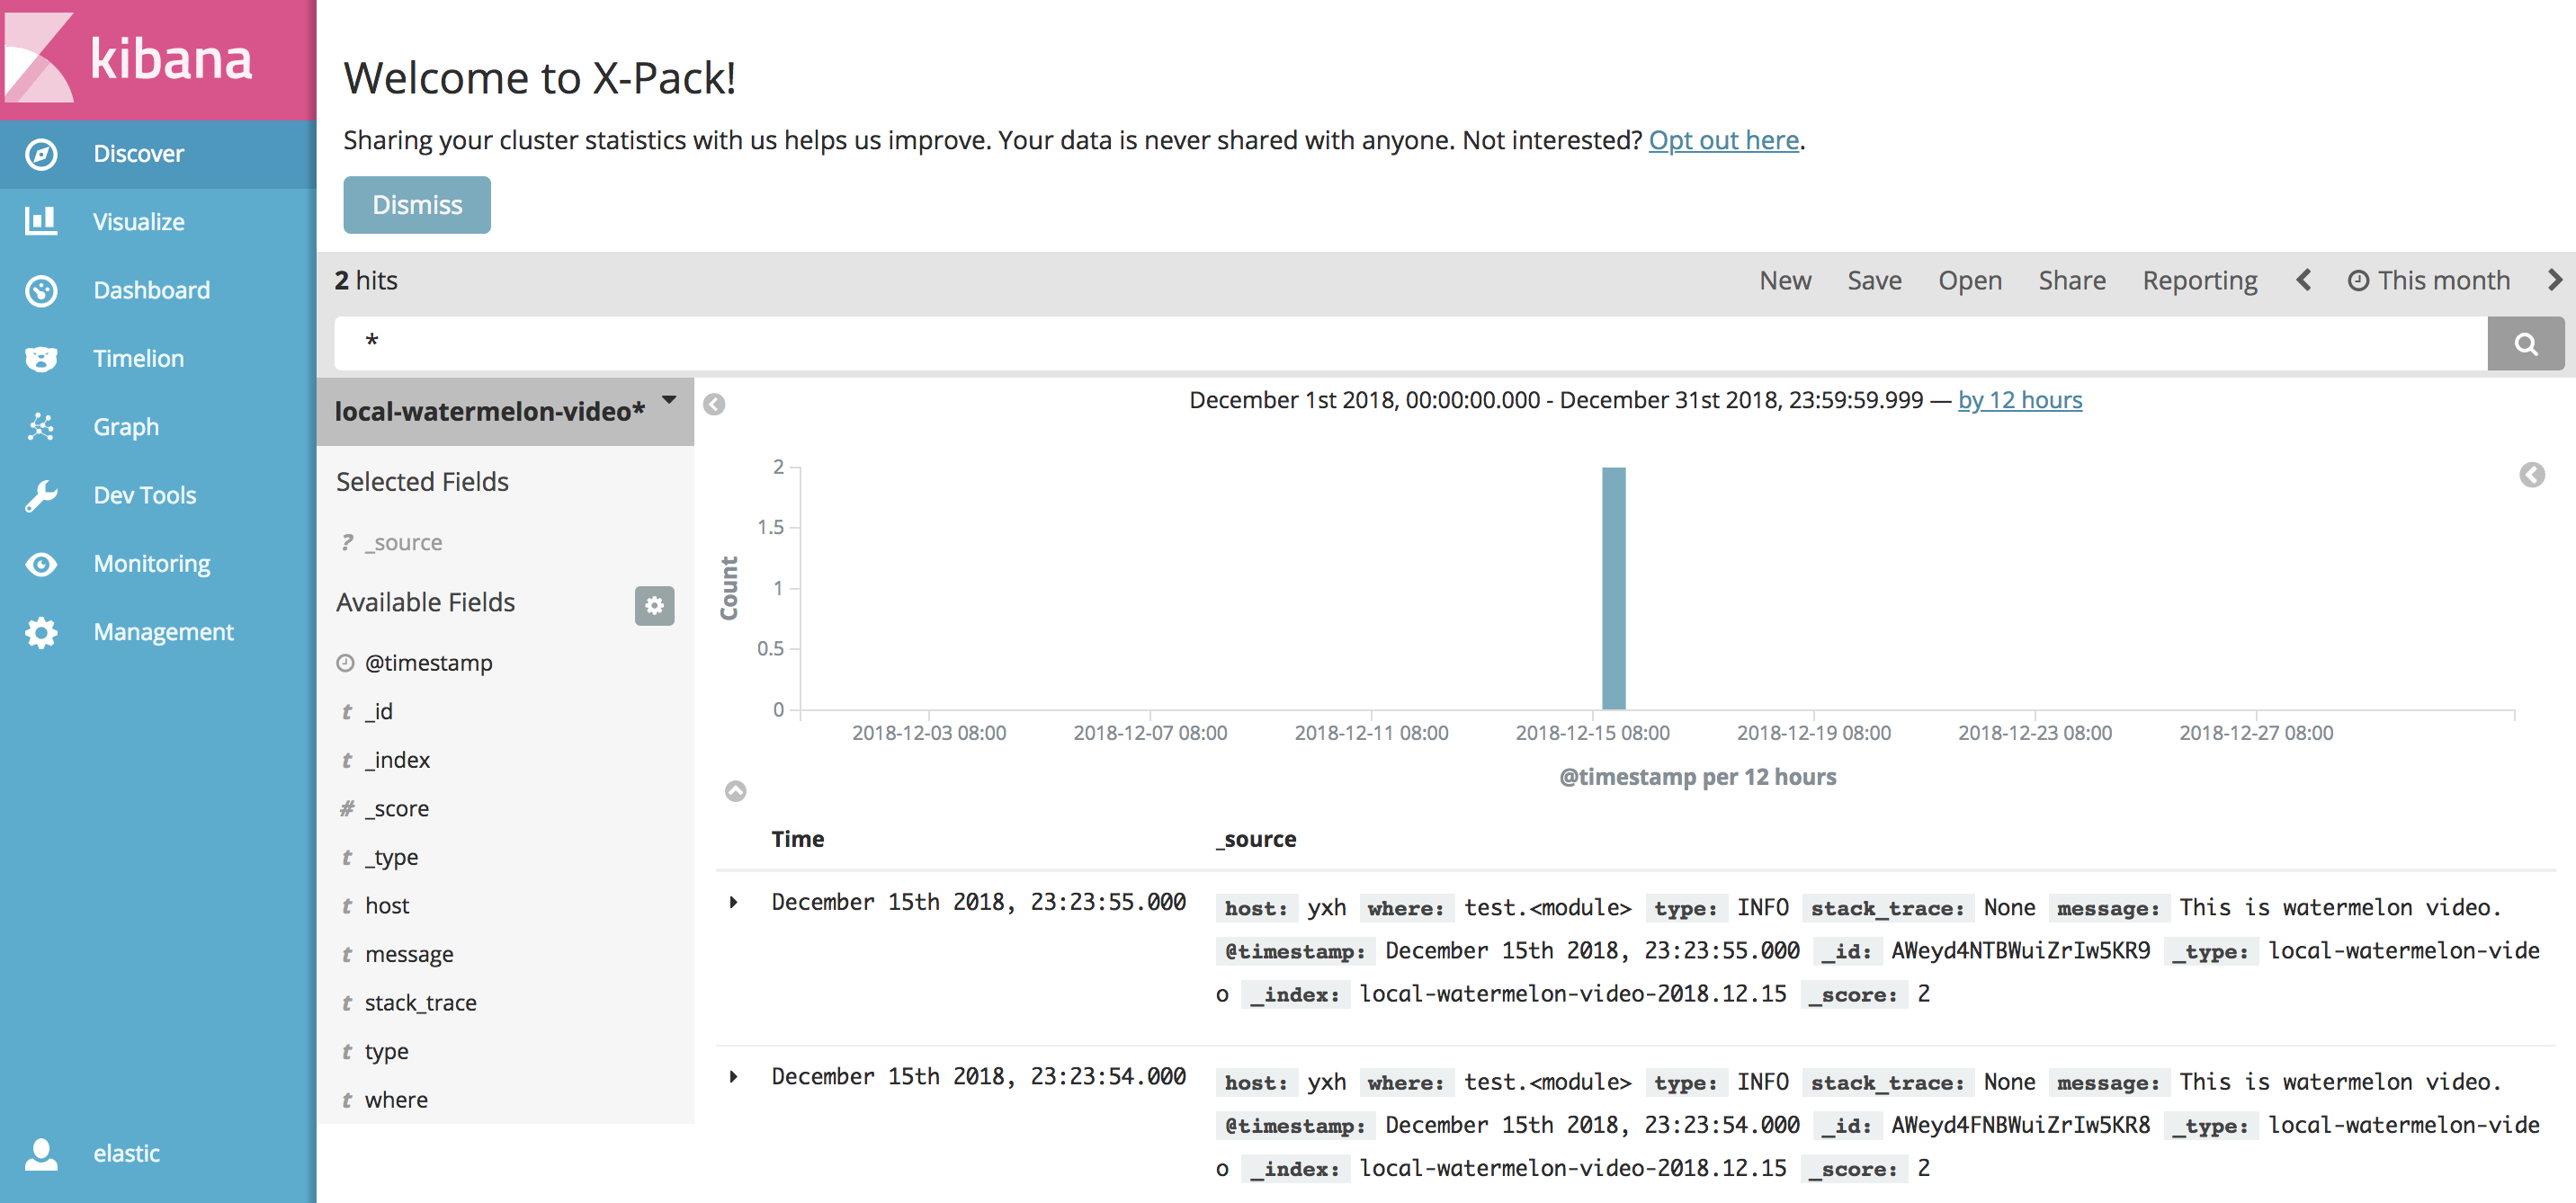 kibana
Discover
Visualize
Dashboard
Timelion
Graph
Dev Tools
Monitoring
Management
elastic
Welcome to X-Pack!
Sharing your cluster statistics with us helps us improve. Your data is never shared with anyone. Not interested? Opt out here.
Dismiss
2 hits
New Save Open Share Reporting This month
*
local-watermelon-video*
Selected Fields
? _source
Available Fields
@timestamp
t _id
t _index
# _score
t _type
t host
t message
t stack_trace
t type
t where
December 1st 2018, 00:00:00.000 - December 31st 2018, 23:59:59.999 — by 12 hours
Count
2
1.5
1
0.5
0
2018-12-03 08:00 2018-12-07 08:00 2018-12-11 08:00 2018-12-15 08:00 2018-12-19 08:00 2018-12-23 08:00 2018-12-27 08:00
@timestamp per 12 hours
Time _source
December 15th 2018, 23:23:55.000 host: yxh where: test.<module> type: INFO stack_trace: None message: This is watermelon video.
@timestamp: December 15th 2018, 23:23:55.000 _id: AWeyd4NTBWuiZrIw5KR9 _type: local-watermelon-vide
o _index: local-watermelon-video-2018.12.15 _score: 2
December 15th 2018, 23:23:54.000 host: yxh where: test.<module> type: INFO stack_trace: None message: This is watermelon video.
@timestamp: December 15th 2018, 23:23:54.000 _id: AWeyd4FNBWuiZrIw5KR8 _type: local-watermelon-vide
o _index: local-watermelon-video-2018.12.15 _score: 2